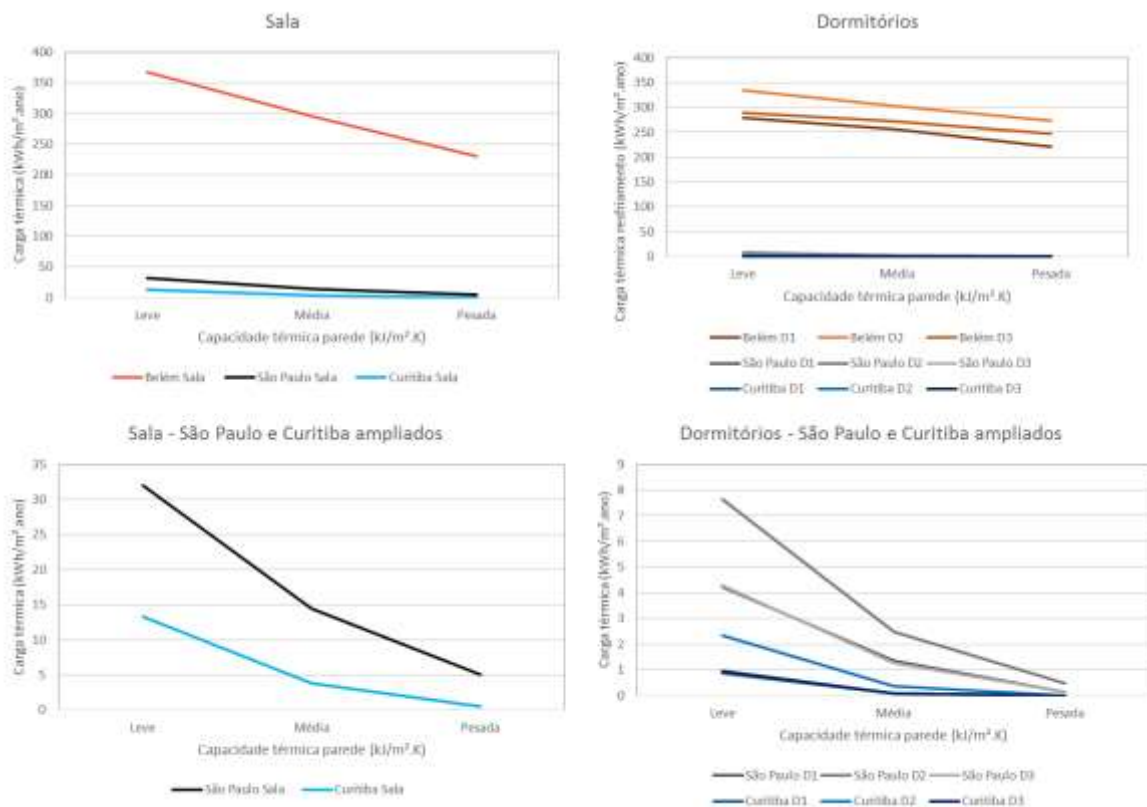 Sala
Carga térmica (kWh/m².ano)
400
350
300
250
200
150
100
50
0
Leve Média Pesada
Capacidade térmica parede (kJ/m².K)
Belém Sala São Paulo Sala Curitiba Sala
Dormitórios
Carga térmica resfriamento (kWh/m².ano)
400
350
300
250
200
150
100
50
0
Leve Média Pesada
Capacidade térmica parede (kJ/m².K)
Belém D1 Belém D2 Belém D3
São Paulo D1 São Paulo D2 São Paulo D3
Curitiba D1 Curitiba D2 Curitiba D3
Sala - São Paulo e Curitiba ampliados
Carga térmica (kWh/m².ano)
35
30
25
20
15
10
5
0
Leve Média Pesada
Capacidade térmica parede (kJ/m².K)
São Paulo Sala Curitiba Sala
Dormitórios - São Paulo e Curitiba ampliados
Carga térmica (kWh/m².ano)
9
8
7
6
5
4
3
2
1
0
Leve Média Pesada
Capacidade térmica parede (kJ/m².K)
São Paulo D1 São Paulo D2 São Paulo D3
Curitiba D1 Curitiba D2 Curitiba D3